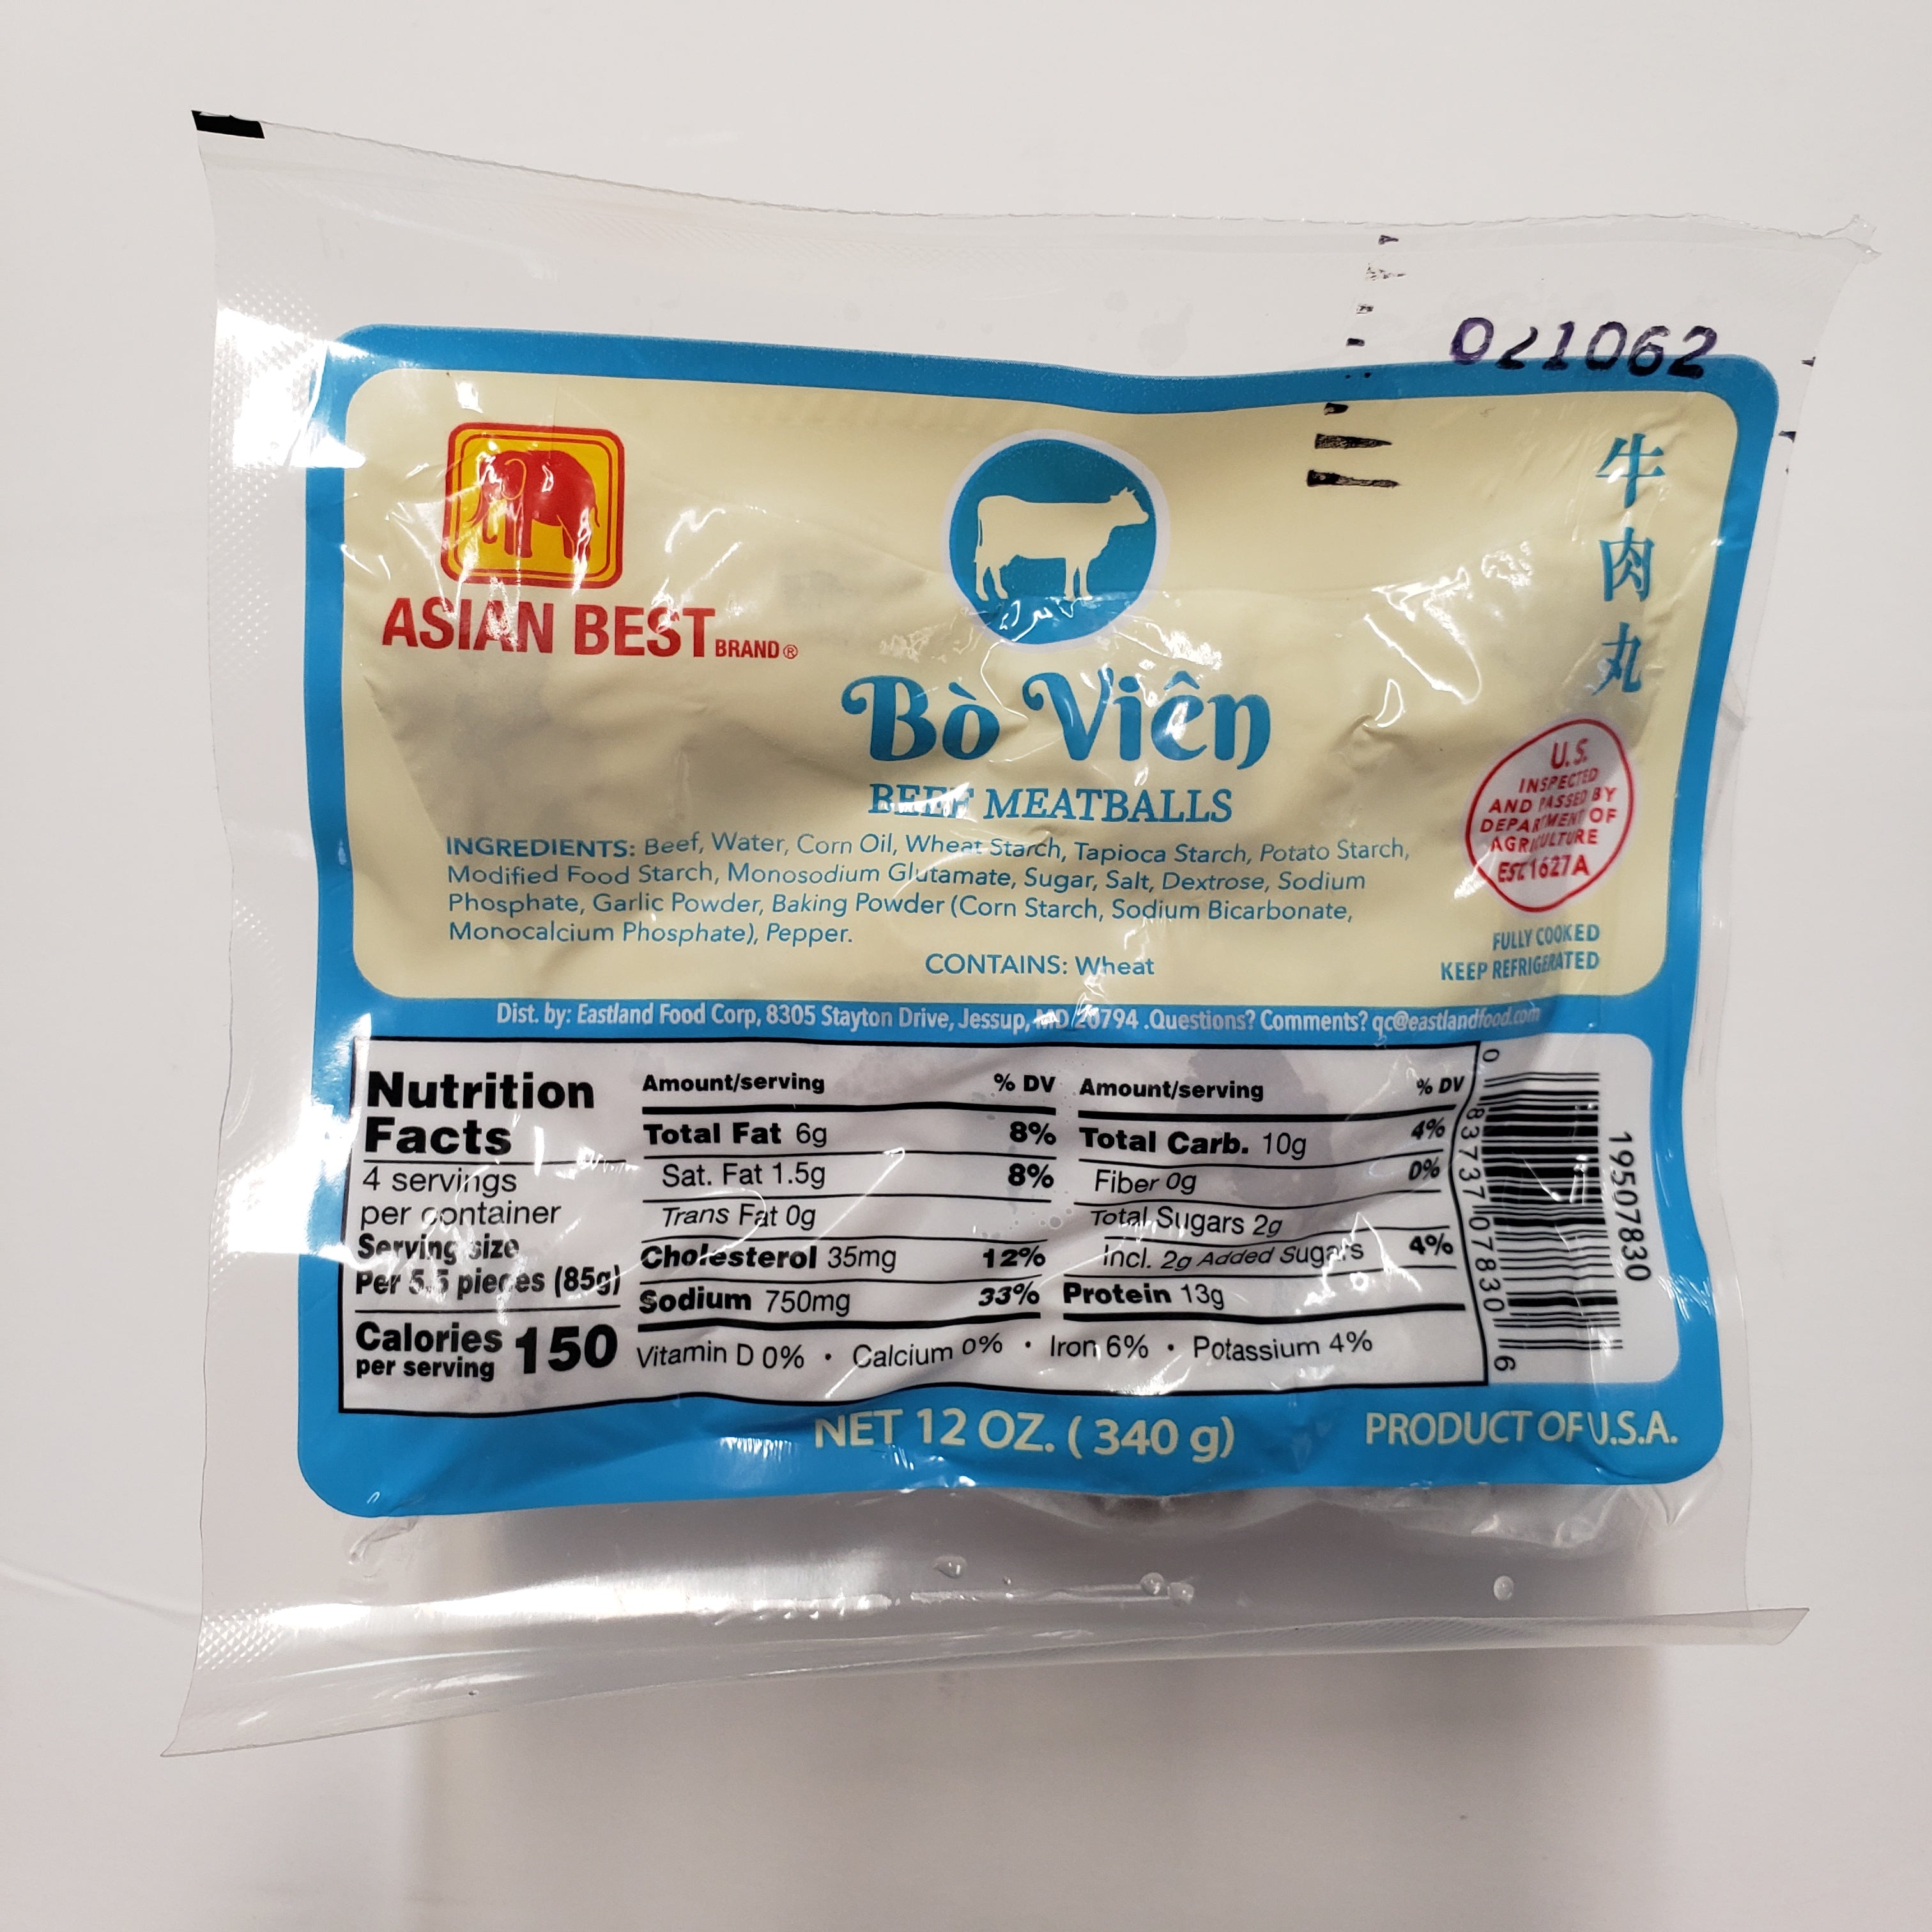 021062
ASIAN BEST BRAND®
牛肉丸
Bò Viên
BEEF MEATBALLS
INGREDIENTS: Beef, Water, Corn Oil, Wheat Starch, Tapioca Starch, Potato Starch,
Modified Food Starch, Monosodium Glutamate, Sugar, Salt, Dextrose, Sodium
Phosphate, Garlic Powder, Baking Powder (Corn Starch, Sodium Bicarbonate,
Monocalcium Phosphate), Pepper.
CONTAINS: Wheat
U.S.
INSPECTED
AND PASSED BY
DEPARTMENT OF
AGRICULTURE
EST. 1627A
FULLY COOKED
KEEP REFRIGERATED
Dist. by: Eastland Food Corp, 8305 Stayton Drive, Jessup, MD 20794 .Questions? Comments? qc@eastlandfood.com
Nutrition
Facts
4 servings
per container
Serving size
Per 5.5 pieces (85g)
Calories
per serving
150
Amount/serving % DV
Total Fat 6g 8%
Sat. Fat 1.5g 8%
Trans Fat 0g
Cholesterol 35mg 12%
Sodium 750mg 33%
Amount/serving % DV
Total Carb. 10g 4%
Fiber 0g 0%
Total Sugars 2g
Incl. 2g Added Sugars 4%
Protein 13g
Vitamin D 0% • Calcium 0% • Iron 6% • Potassium 4%
0 83737 07830 6
19507830
NET 12 OZ. ( 340 g)
PRODUCT OF U.S.A.